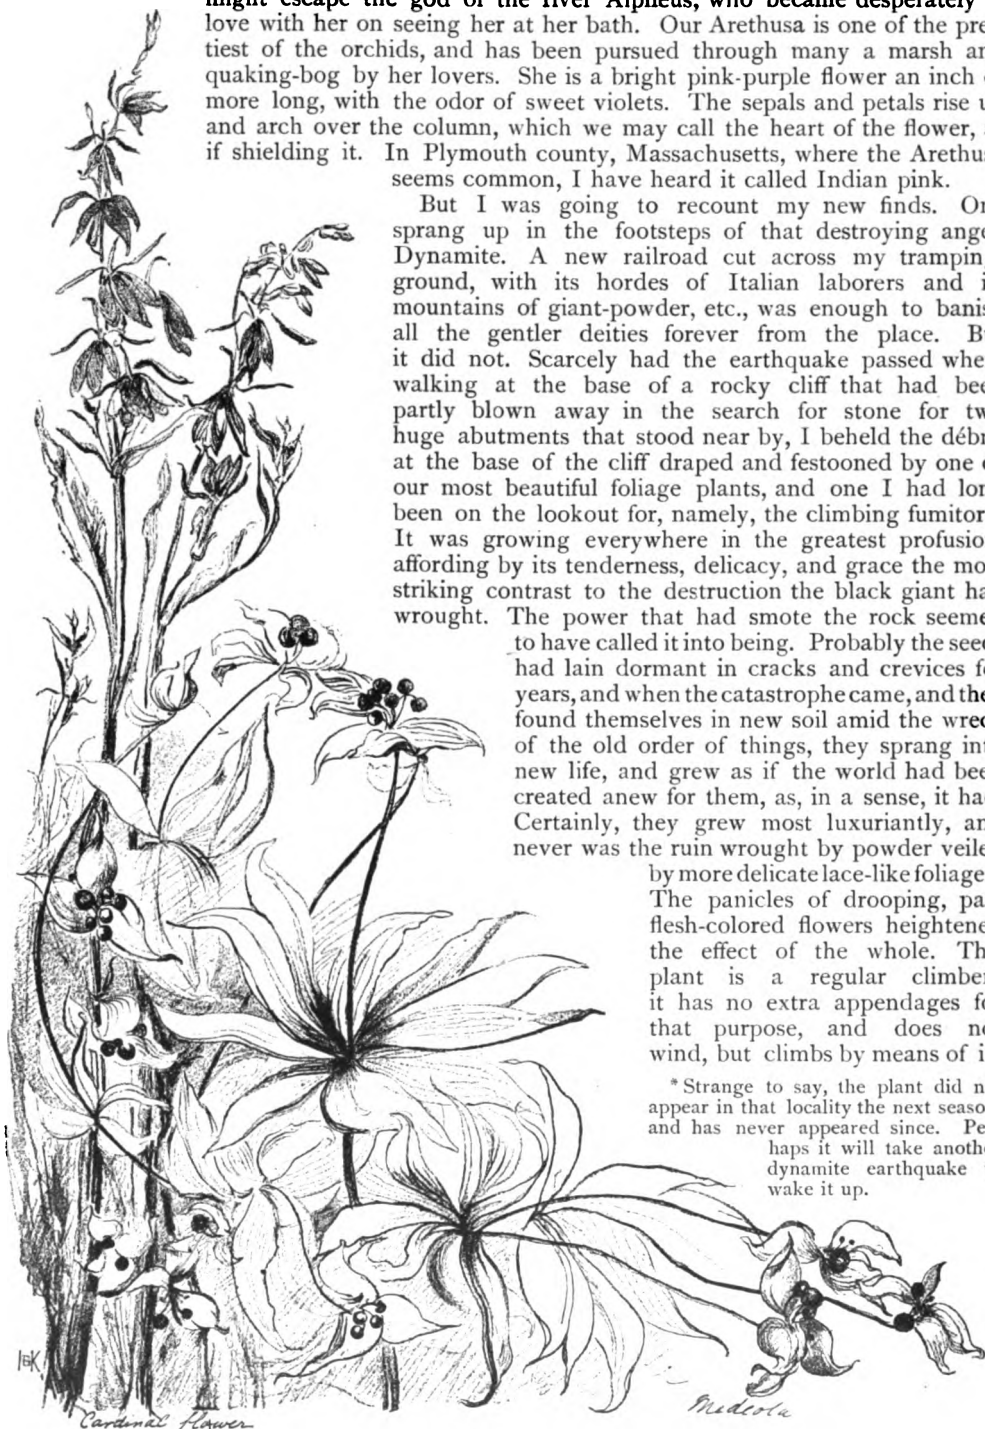 might escape the god of the river Alpheus, who became desperately
love with her on seeing her at her bath. Our Arethusa is one of the pre
tiest of the orchids, and has been pursued through many a marsh an
quaking-bog by her lovers. She is a bright pink-purple flower an inch
more long, with the odor of sweet violets. The sepals and petals rise u
and arch over the column, which we may call the heart of the flower,
if shielding it. In Plymouth county, Massachusetts, where the Arethus
seems common, I have heard it called Indian pink.
But I was going to recount my new finds. On
sprang up in the footsteps of that destroying ange
Dynamite. A new railroad cut across my trampin
ground, with its hordes of Italian laborers and i
mountains of giant-powder, etc., was enough to banis
all the gentler deities forever from the place. Bu
it did not. Scarcely had the earthquake passed whe
walking at the base of a rocky cliff that had bee
partly blown away in the search for stone for tw
huge abutments that stood near by, I beheld the débr
at the base of the cliff draped and festooned by one o
our most beautiful foliage plants, and one I had lon
been on the lookout for, namely, the climbing fumitor
It was growing everywhere in the greatest profusio
affording by its tenderness, delicacy, and grace the mo
striking contrast to the destruction the black giant ha
wrought. The power that had smote the rock seeme
to have called it into being. Probably the seed
had lain dormant in cracks and crevices fo
years, and when the catastrophe came, and the
found themselves in new soil amid the wrec
of the old order of things, they sprang int
new life, and grew as if the world had bee
created anew for them, as, in a sense, it ha
Certainly, they grew most luxuriantly, an
never was the ruin wrought by powder veile
by more delicate lace-like foliage
The panicles of drooping, pa
flesh-colored flowers heightene
the effect of the whole. Th
plant is a regular climber
it has no extra appendages fo
that purpose, and does no
wind, but climbs by means of i
* Strange to say, the plant did n
appear in that locality the next seaso
and has never appeared since. Pe
haps it will take anothe
dynamite earthquake
wake it up.
IBK
Cardinal flower
Medeola